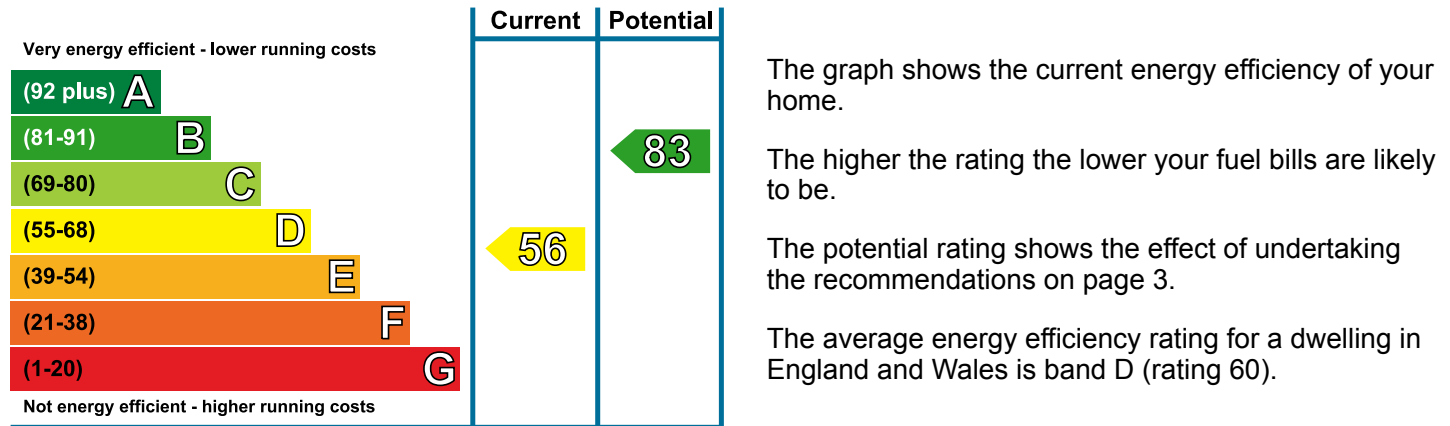 Current Potential
Very energy efficient - lower running costs
(92 plus) A
(81-91) B
(69-80) C
(55-68) D
(39-54) E
(21-38) F
(1-20) G
Not energy efficient - higher running costs
83
56
The graph shows the current energy efficiency of your
home.
The higher the rating the lower your fuel bills are likely
to be.
The potential rating shows the effect of undertaking
the recommendations on page 3.
The average energy efficiency rating for a dwelling in
England and Wales is band D (rating 60).